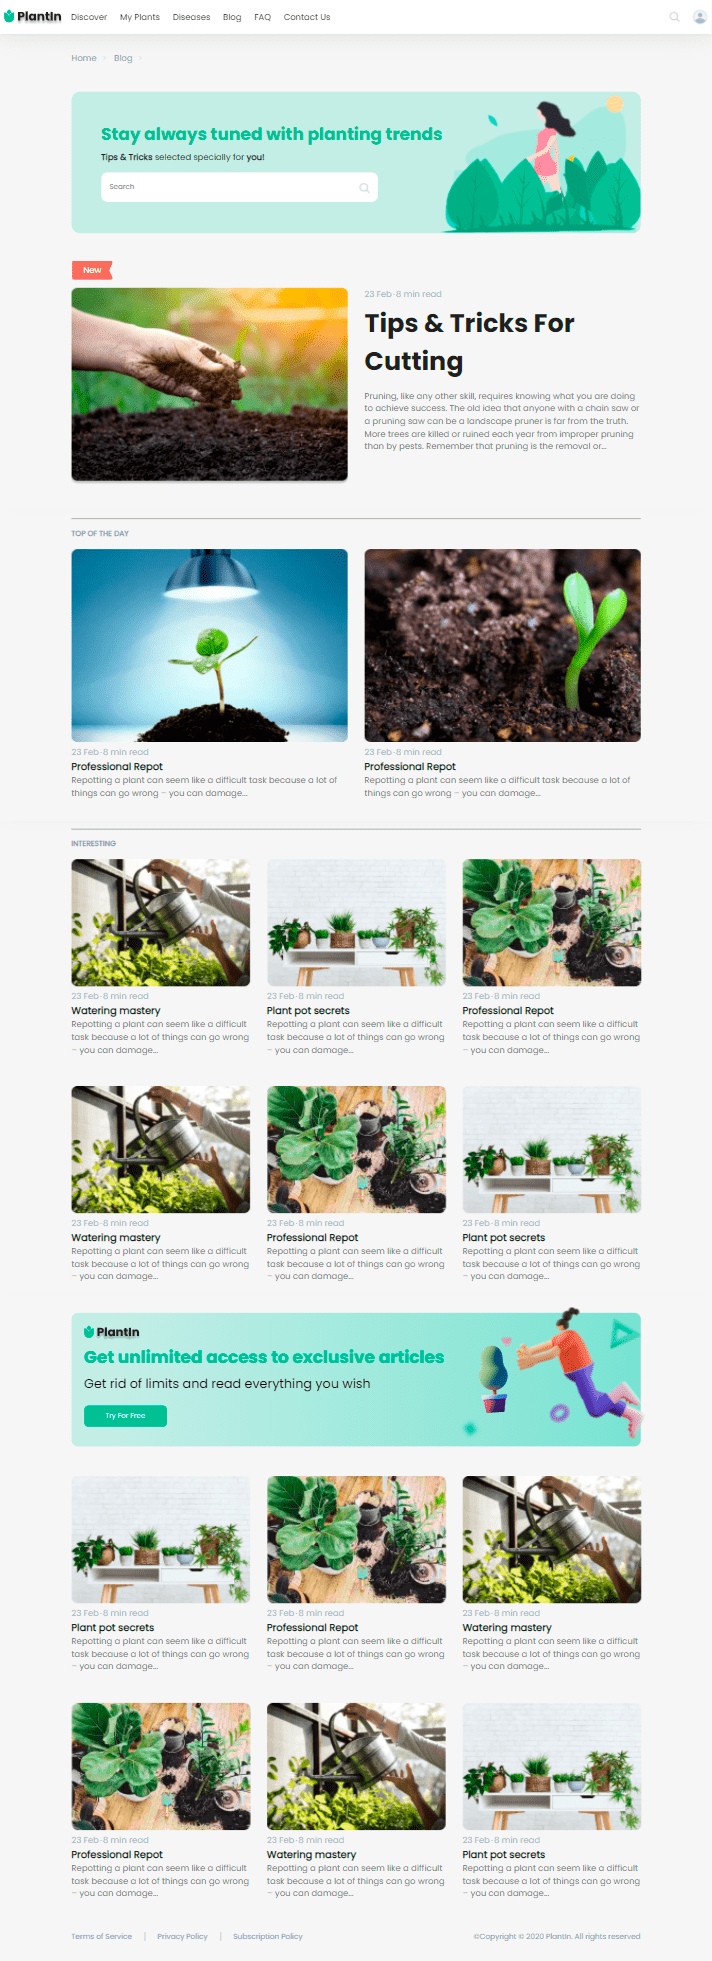 PlantIn Discover My Plants Diseases Blog FAQ Contact Us
Home › Blog ›
Stay always tuned with planting trends
Tips & Tricks selected specially for you!
Search
New
23 Feb·8 min read
Tips & Tricks For
Cutting
Pruning, like any other skill, requires knowing what you are doing
to achieve success. The old idea that anyone with a chain saw or
a pruning saw can be a landscape pruner is far from the truth.
More trees are killed or ruined each year from improper pruning
than by pests. Remember that pruning is the removal or...
TOP OF THE DAY
23 Feb·8 min read
Professional Repot
Repotting a plant can seem like a difficult task because a lot of
things can go wrong – you can damage...
23 Feb·8 min read
Professional Repot
Repotting a plant can seem like a difficult task because a lot of
things can go wrong – you can damage...
INTERESTING
23 Feb·8 min read
Watering mastery
Repotting a plant can seem like a difficult
task because a lot of things can go wrong
– you can damage...
23 Feb·8 min read
Plant pot secrets
Repotting a plant can seem like a difficult
task because a lot of things can go wrong
– you can damage...
23 Feb·8 min read
Professional Repot
Repotting a plant can seem like a difficult
task because a lot of things can go wrong
– you can damage...
23 Feb·8 min read
Watering mastery
Repotting a plant can seem like a difficult
task because a lot of things can go wrong
– you can damage...
23 Feb·8 min read
Professional Repot
Repotting a plant can seem like a difficult
task because a lot of things can go wrong
– you can damage...
23 Feb·8 min read
Plant pot secrets
Repotting a plant can seem like a difficult
task because a lot of things can go wrong
– you can damage...
PlantIn
Get unlimited access to exclusive articles
Get rid of limits and read everything you wish
Try For Free
23 Feb·8 min read
Plant pot secrets
Repotting a plant can seem like a difficult
task because a lot of things can go wrong
– you can damage...
23 Feb·8 min read
Professional Repot
Repotting a plant can seem like a difficult
task because a lot of things can go wrong
– you can damage...
23 Feb·8 min read
Watering mastery
Repotting a plant can seem like a difficult
task because a lot of things can go wrong
– you can damage...
23 Feb·8 min read
Professional Repot
Repotting a plant can seem like a difficult
task because a lot of things can go wrong
– you can damage...
23 Feb·8 min read
Watering mastery
Repotting a plant can seem like a difficult
task because a lot of things can go wrong
– you can damage...
23 Feb·8 min read
Plant pot secrets
Repotting a plant can seem like a difficult
task because a lot of things can go wrong
– you can damage...
Terms of Service | Privacy Policy | Subscription Policy ©Copyright © 2020 PlantIn. All rights reserved